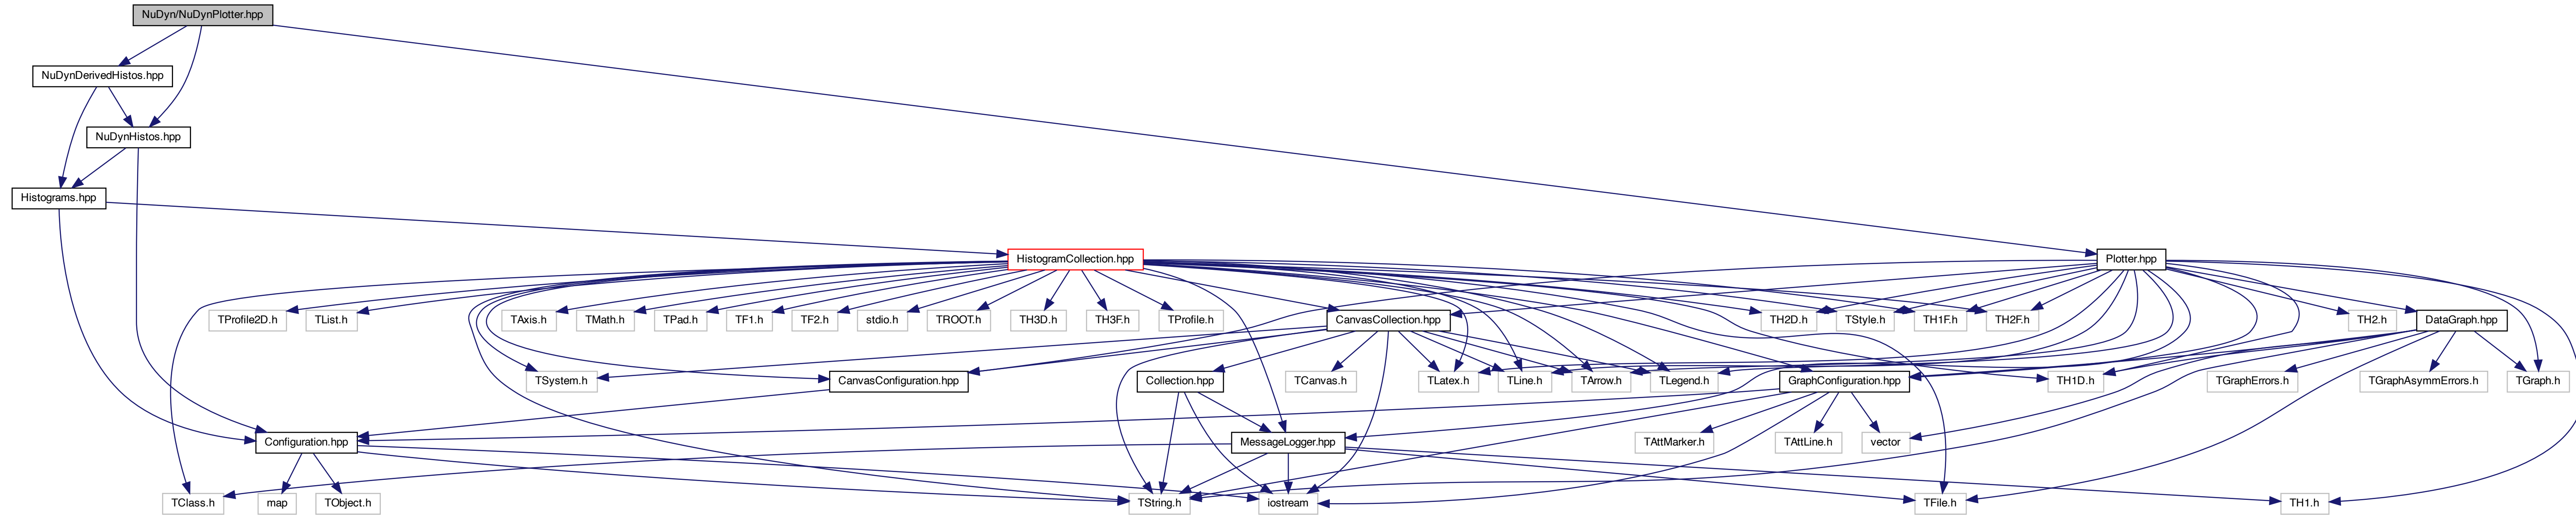 NuDyn/NuDynPlotter.hpp
NuDynDerivedHistos.hpp
NuDynHistos.hpp
Histograms.hpp
HistogramCollection.hpp
Plotter.hpp
TProfile2D.h
TList.h
TAxis.h
TMath.h
TPad.h
TF1.h
TF2.h
stdio.h
TROOT.h
TH3D.h
TH3F.h
TProfile.h
CanvasCollection.hpp
TH2D.h
TStyle.h
TH1F.h
TH2F.h
TH2.h
DataGraph.hpp
TSystem.h
CanvasConfiguration.hpp
Collection.hpp
TCanvas.h
TLatex.h
TLine.h
TArrow.h
TLegend.h
GraphConfiguration.hpp
TH1D.h
TGraphErrors.h
TGraphAsymmErrors.h
TGraph.h
Configuration.hpp
MessageLogger.hpp
TAttMarker.h
TAttLine.h
vector
TClass.h
map
TObject.h
TString.h
iostream
TFile.h
TH1.h